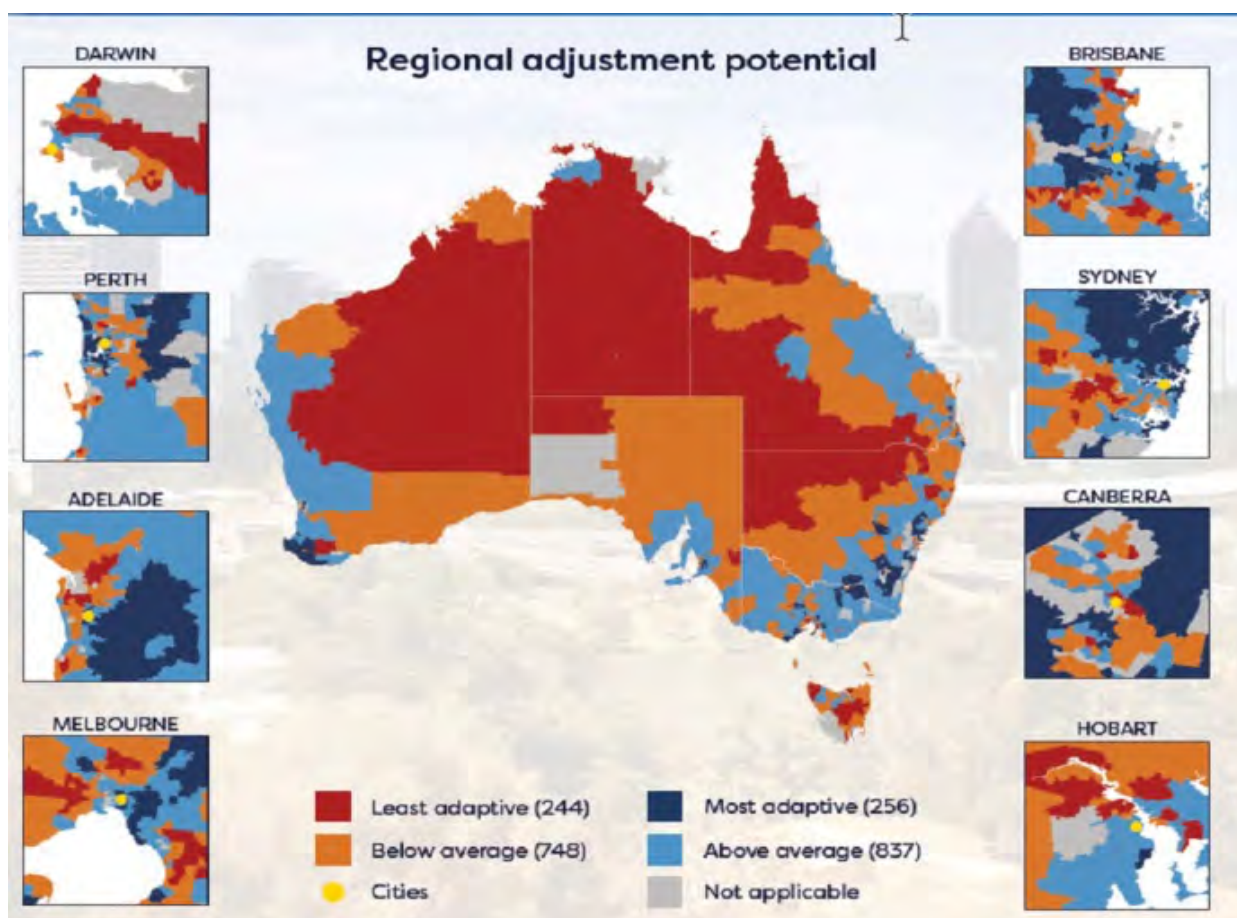 Regional adjustment potential
DARWIN
PERTH
ADELAIDE
MELBOURNE
BRISBANE
SYDNEY
CANBERRA
HOBART
Least adaptive (244)
Below average (748)
Cities
Most adaptive (256)
Above average (837)
Not applicable